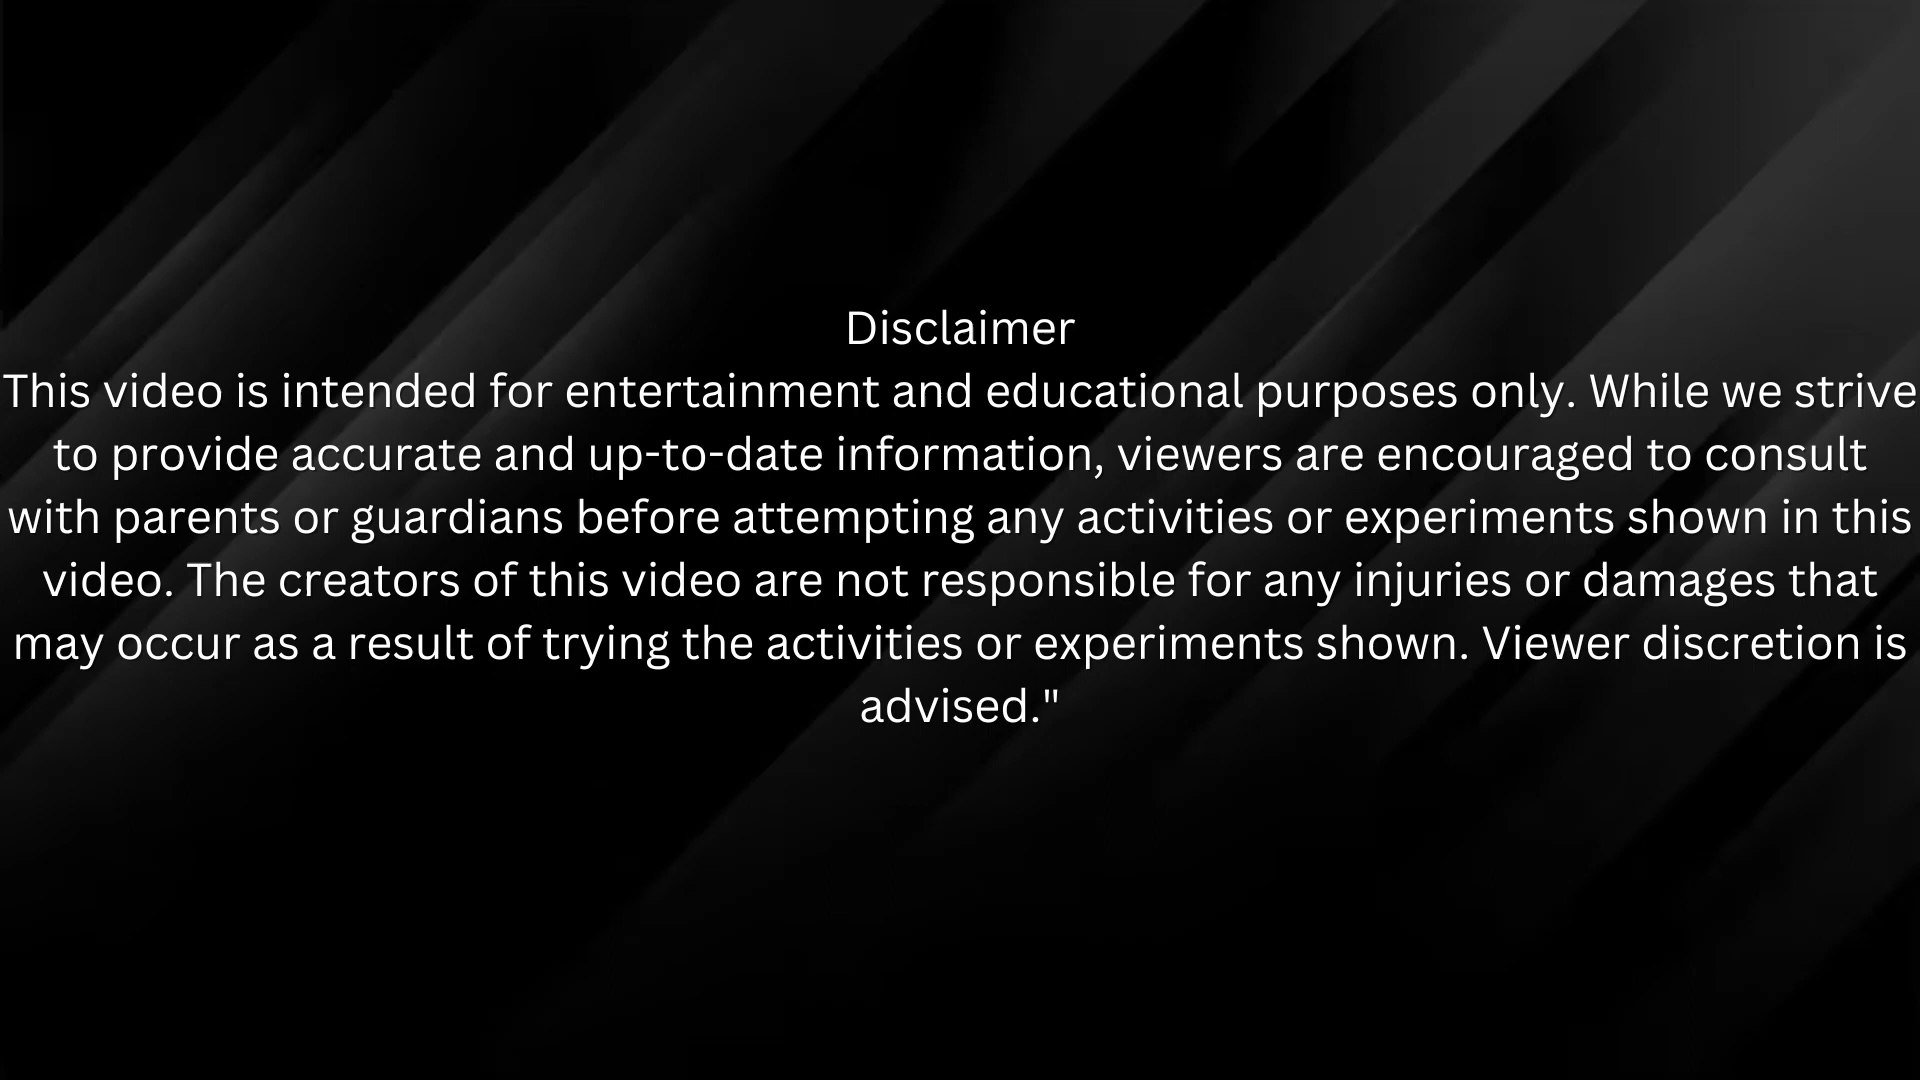 Disclaimer
This video is intended for entertainment and educational purposes only. While we strive
to provide accurate and up-to-date information, viewers are encouraged to consult
with parents or guardians before attempting any activities or experiments shown in this
video. The creators of this video are not responsible for any injuries or damages that
may occur as a result of trying the activities or experiments shown. Viewer discretion is
advised."